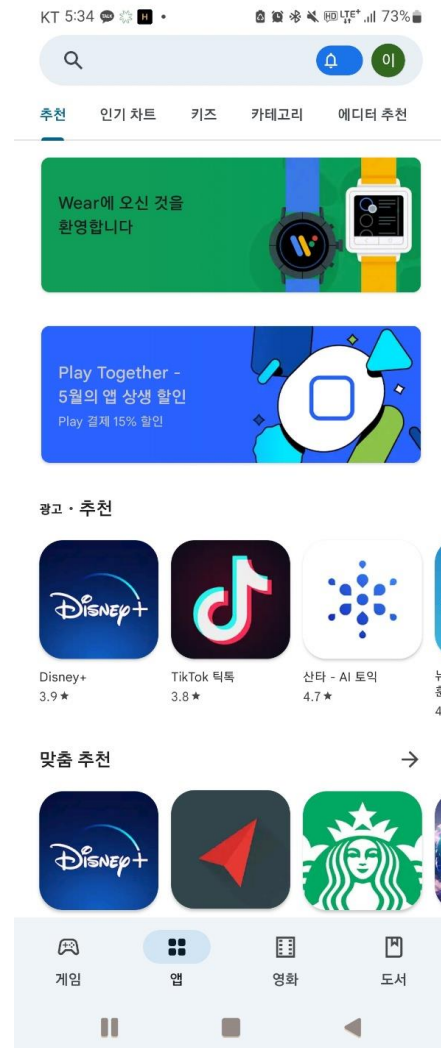 KT 5:34
73%
이
추천 인기 차트 키즈 카테고리 에디터 추천
Wear에 오신 것을
환영합니다
Play Together -
5월의 앱 상생 할인
Play 결제 15% 할인
광고 • 추천
Disney+
Disney+ TikTok 틱톡 산타 - AI 토익
3.9★ 3.8★ 4.7★
맞춤 추천
Disney+
게임 앱 영화 도서